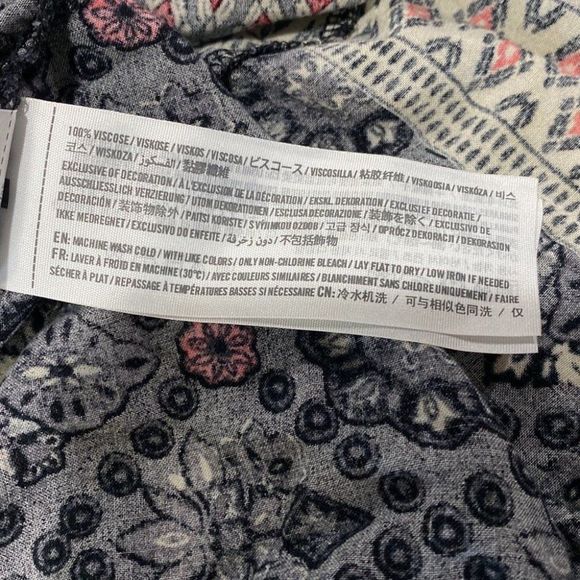 100% VISCOSE / VISKOSE / VISKOS / VISCOSA / ビスコース / VISCOSILLA / 粘胶纤维 / VISKOOSIA / VISKÓZA / 비스
코스 / WISKOZA / الفسكوز / 黏膠纖維
EXCLUSIVE OF DECORATION / À L'EXCLUSION DE LA DÉCORATION / EKSKL. DEKORATION / EXCLUSIEF DECORATIE /
AUSSCHLIESSLICH VERZIERUNG / UTOM DEKORATIONEN / ESCLUSA DECORAZIONE / 装飾を除く / EXCLUSIVO DE
DECORACIÓN / 装饰物除外 / PAITSI KORISTE / DÍSZÍTŐ / 고급 장식 / OPRÓCZ DEKORACJI / DEKORASJON
IKKE MEDREGNET / EXCLUSIVO DO ENFEITE / دون زخرفة / 不包括飾物
EN: MACHINE WASH COLD / WITH LIKE COLORS / ONLY NON-CHLORINE BLEACH / LAY FLAT TO DRY / LOW IRON IF NEEDED
FR: LAVER À FROID EN MACHINE (30°C) / AVEC COULEURS SIMILAIRES / BLANCHIMENT SANS CHLORE UNIQUEMENT / FAIRE
SÉCHER À PLAT / REPASSAGE À TEMPÉRATURES BASSES SI NÉCESSAIRE CN: 冷水机洗 / 可与相似色同洗 / 仅